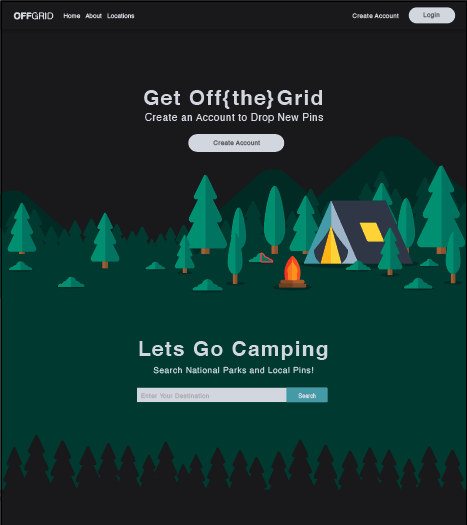 OFFGRID Home About Locations Create Account Login
Get Off{the}Grid
Create an Account to Drop New Pins
Create Account
Lets Go Camping
Search National Parks and Local Pins!
Enter Your Destination Search